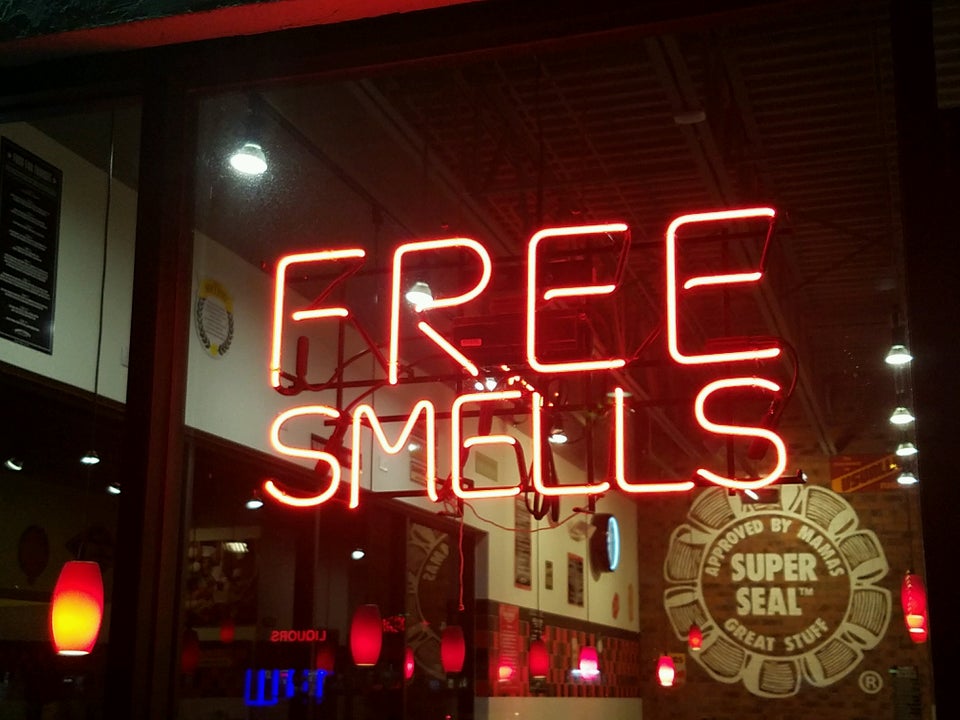 FREE
SMELLS
APPROVED BY MAMAS
SUPER
SEAL™
GREAT STUFF
®
LIQUORS